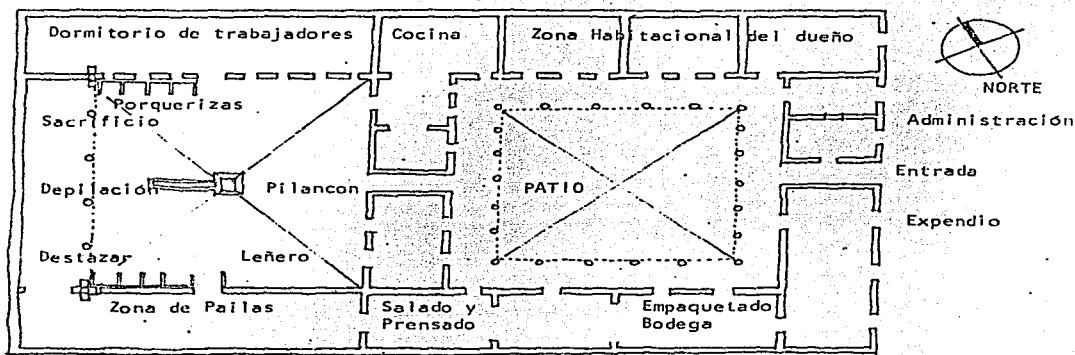 Dormitorio de trabajadores
Cocina
Zona Habitacional del dueño
NORTE
Porquerizas
Sacrificio
Administración
Depilación
Pilancon
PATIO
Entrada
Expendio
Destazar
Leñero
Zona de Pailas
Salado y
Prensado
Empaquetado
Bodega